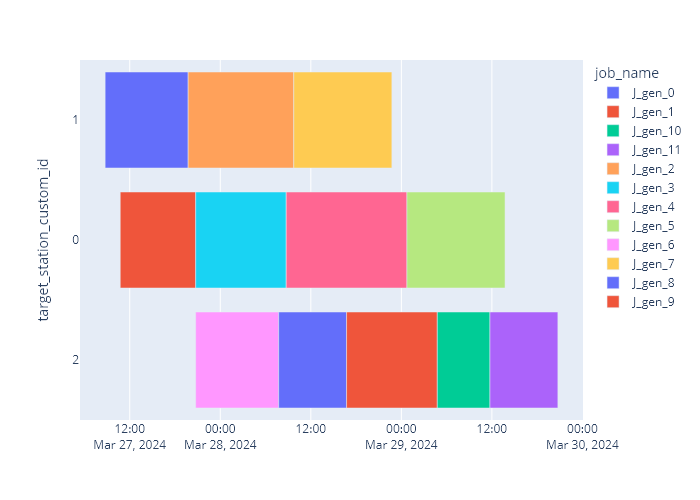 job_name
J_gen_0
J_gen_1
J_gen_10
J_gen_11
J_gen_2
J_gen_3
J_gen_4
J_gen_5
J_gen_6
J_gen_7
J_gen_8
J_gen_9
target_station_custom_id
1
0
2
12:00 00:00 12:00 00:00 12:00 00:00
Mar 27, 2024 Mar 28, 2024 Mar 29, 2024 Mar 30, 2024